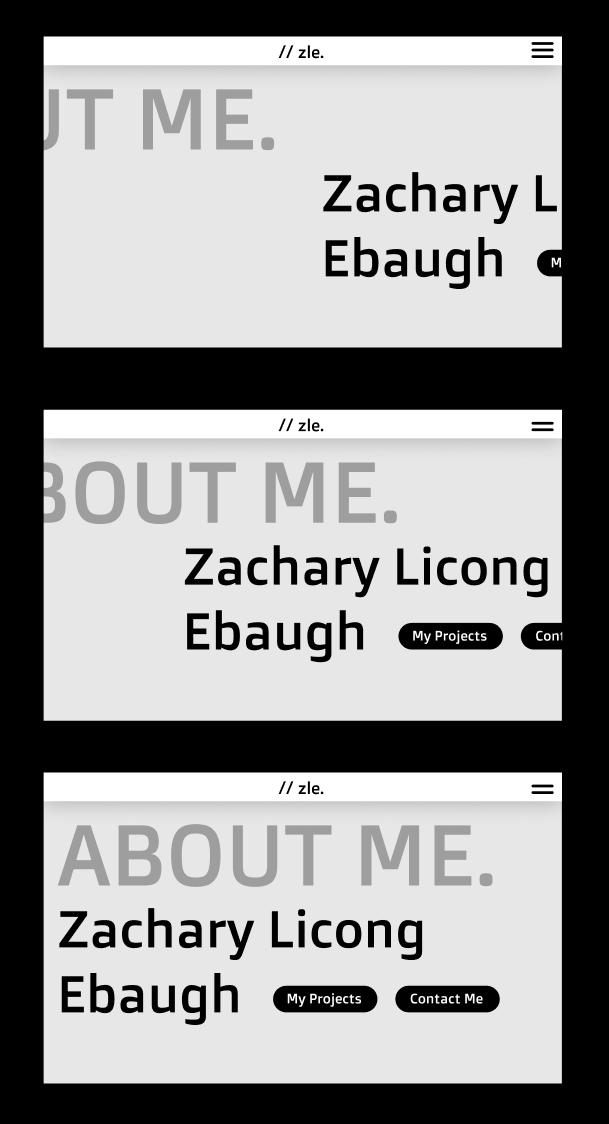 // zle.
UT ME.
Zachary L
Ebaugh M
// zle.
BOUT ME.
Zachary Licong
Ebaugh My Projects Cont
// zle.
ABOUT ME.
Zachary Licong
Ebaugh My Projects Contact Me